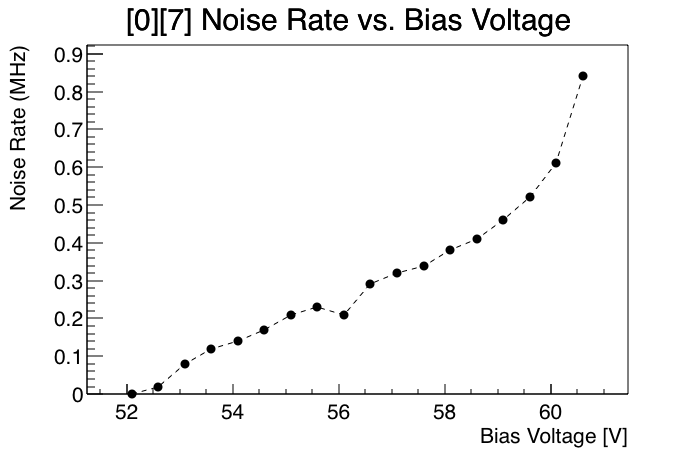 [0][7] Noise Rate vs. Bias Voltage
Noise Rate (MHz)
0.9
0.8
0.7
0.6
0.5
0.4
0.3
0.2
0.1
0
52 54 56 58 60
Bias Voltage [V]